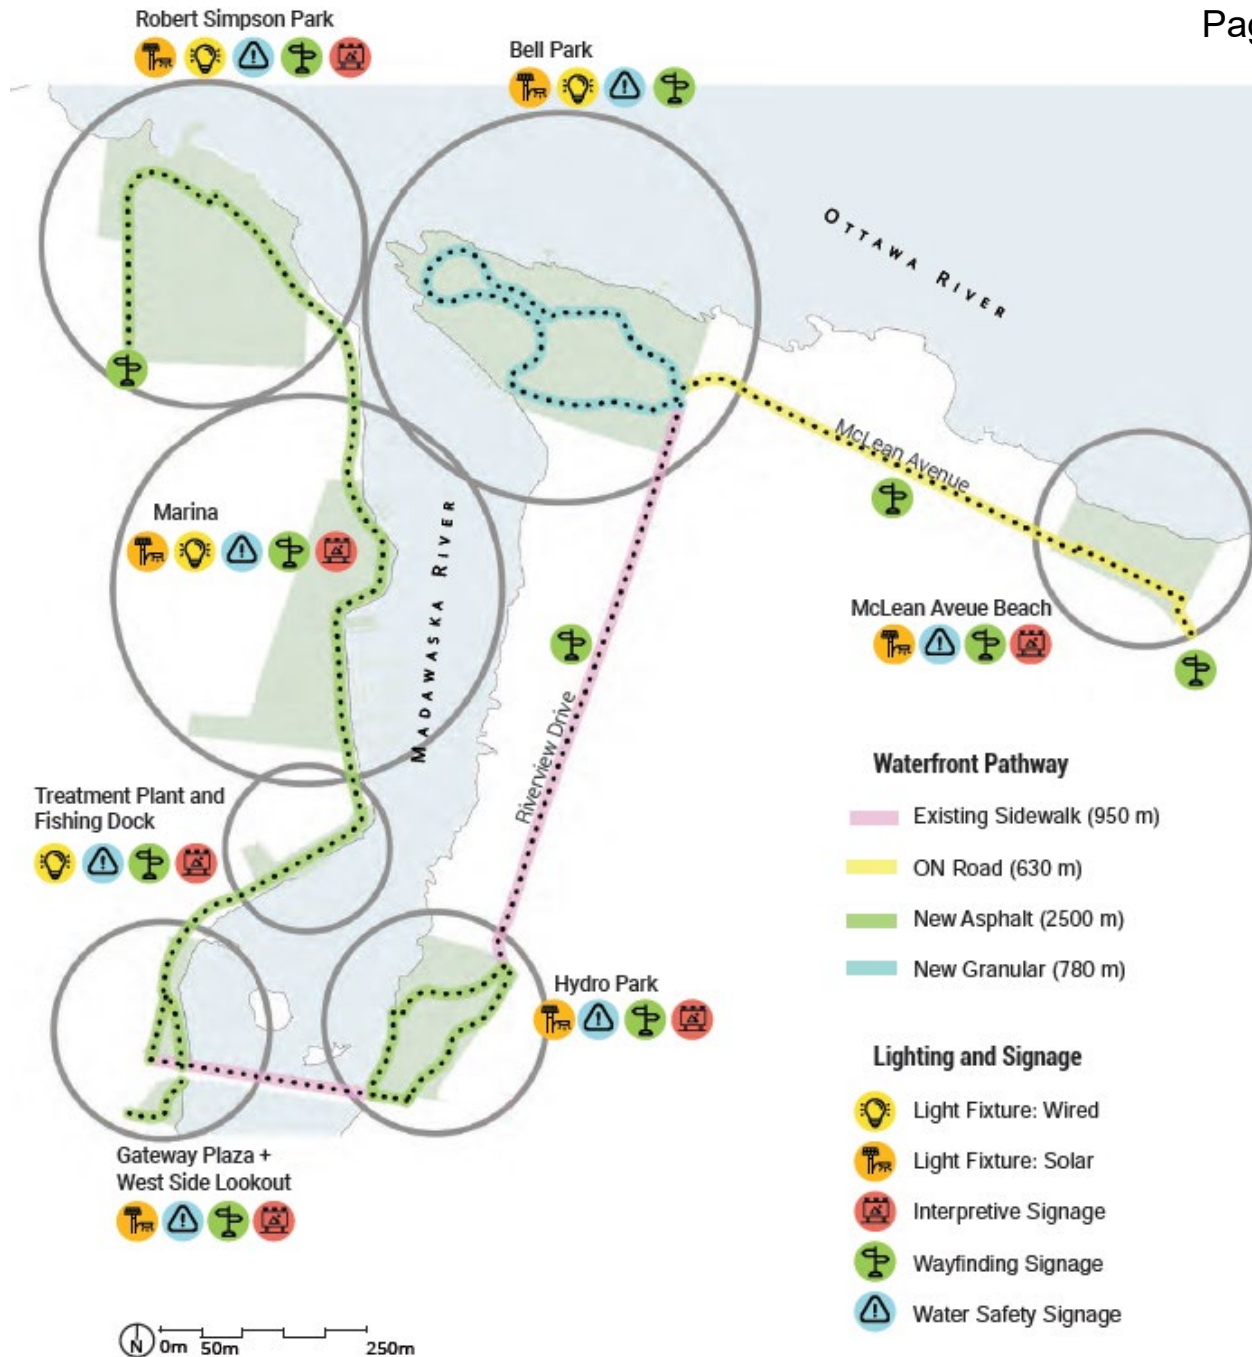 Pag
Robert Simpson Park
Bell Park
OTTAWA RIVER
McLean Avenue
Marina
MADAWASKA RIVER
McLean Aveue Beach
Riverview Drive
Treatment Plant and
Fishing Dock
Hydro Park
Gateway Plaza +
West Side Lookout
Waterfront Pathway
Existing Sidewalk (950 m)
ON Road (630 m)
New Asphalt (2500 m)
New Granular (780 m)
Lighting and Signage
Light Fixture: Wired
Light Fixture: Solar
Interpretive Signage
Wayfinding Signage
Water Safety Signage
N 0m 50m 250m